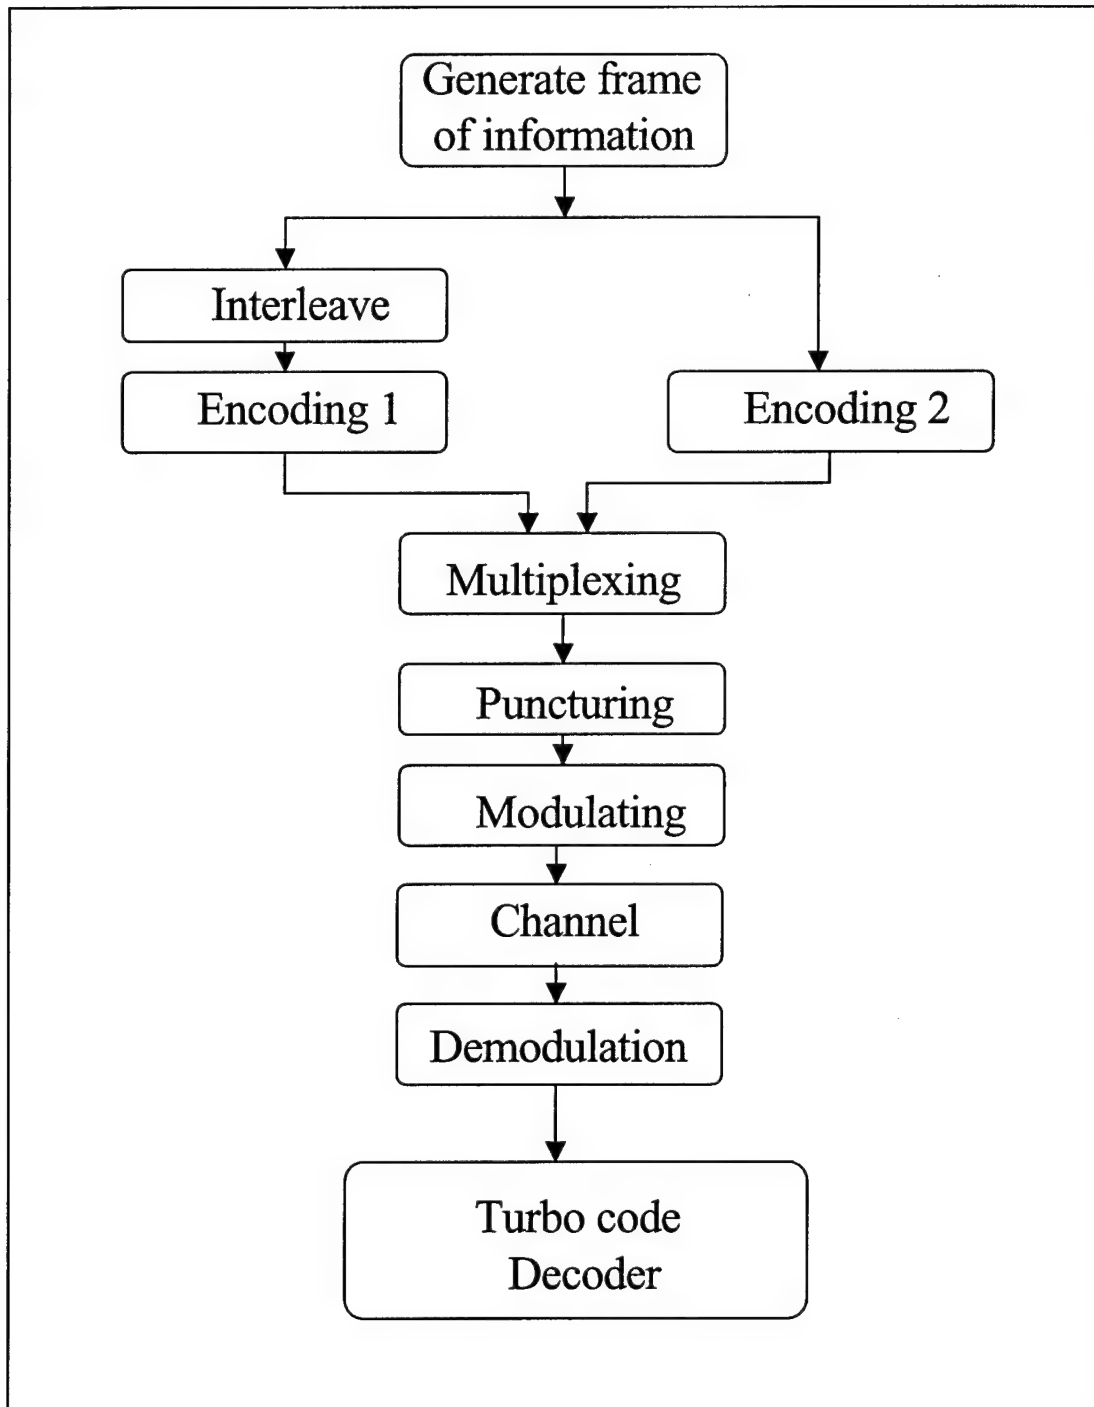 Generate frame
of information
Interleave
Encoding 1
Encoding 2
Multiplexing
Puncturing
Modulating
Channel
Demodulation
Turbo code
Decoder